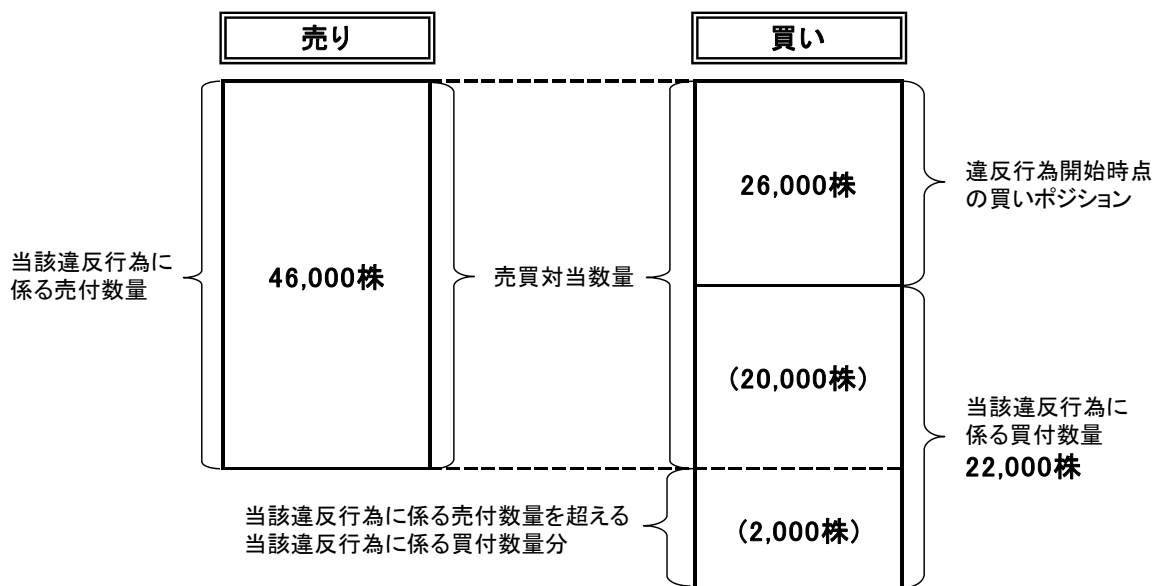 売り
買い
26,000株
違反行為開始時点
の買いポジション
当該違反行為に
係る売付数量
46,000株
売買対当数量
(20,000株)
当該違反行為に
係る買付数量
22,000株
当該違反行為に係る売付数量を超える
当該違反行為に係る買付数量分
(2,000株)